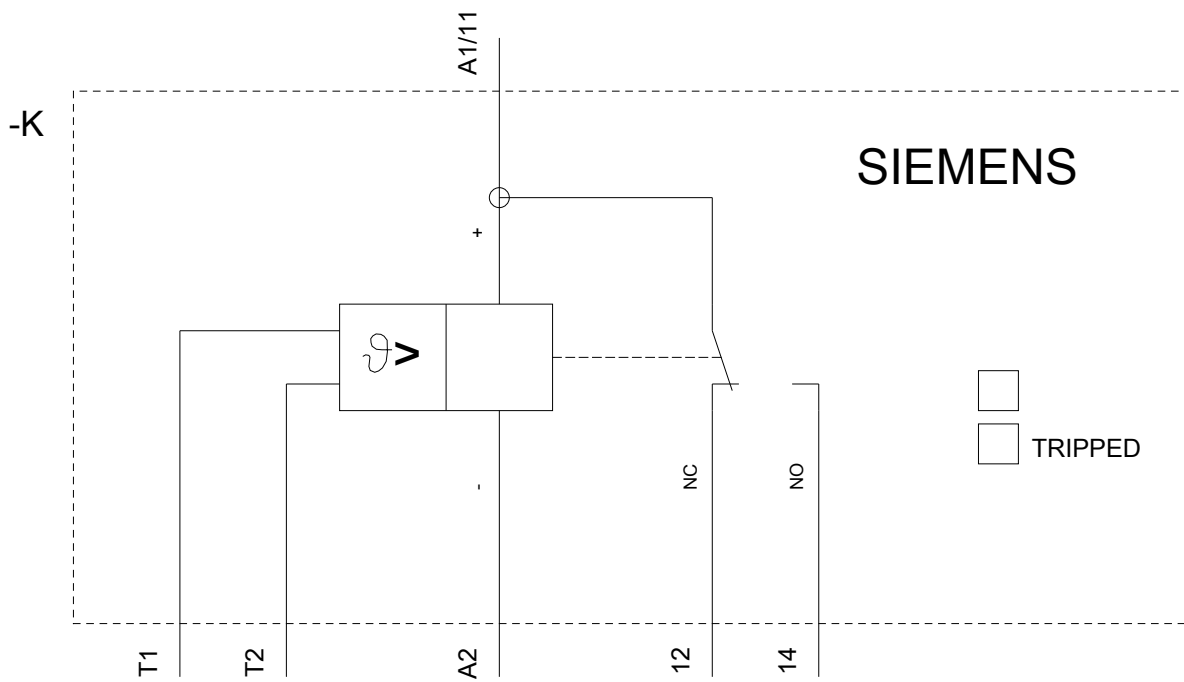 A1/11
-K
SIEMENS
+
ϑ>
TRIPPED
-
NC
NO
T1
T2
A2
12
14